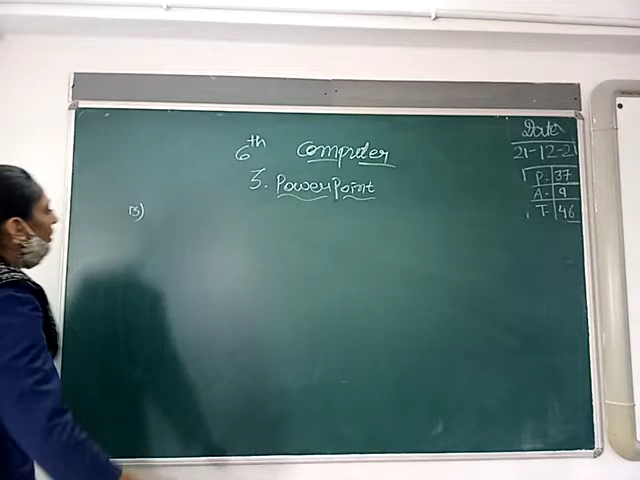 6th Computer
3. PowerPoint
B)
Date
21-12-21
P. 37
A. 9
T. 46